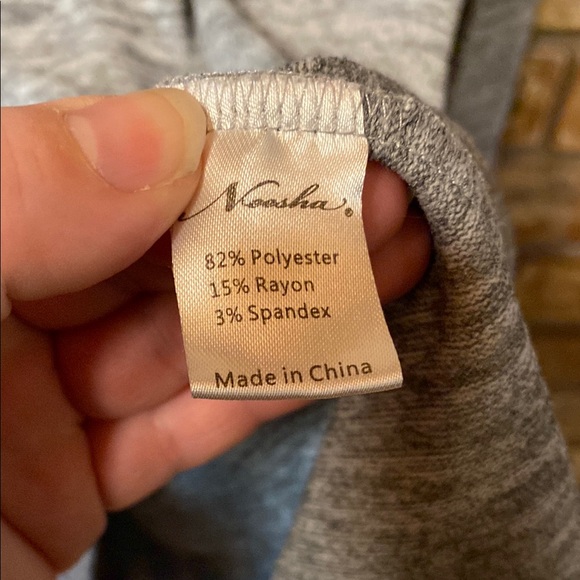 Noosha.
82% Polyester
15% Rayon
3% Spandex
Made in China